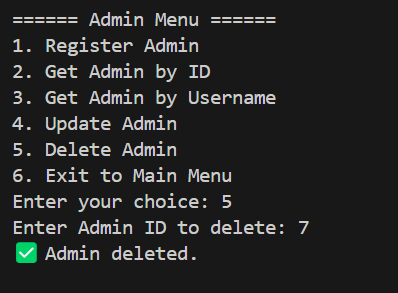 ====== Admin Menu ======
1. Register Admin
2. Get Admin by ID
3. Get Admin by Username
4. Update Admin
5. Delete Admin
6. Exit to Main Menu
Enter your choice: 5
Enter Admin ID to delete: 7
✅ Admin deleted.